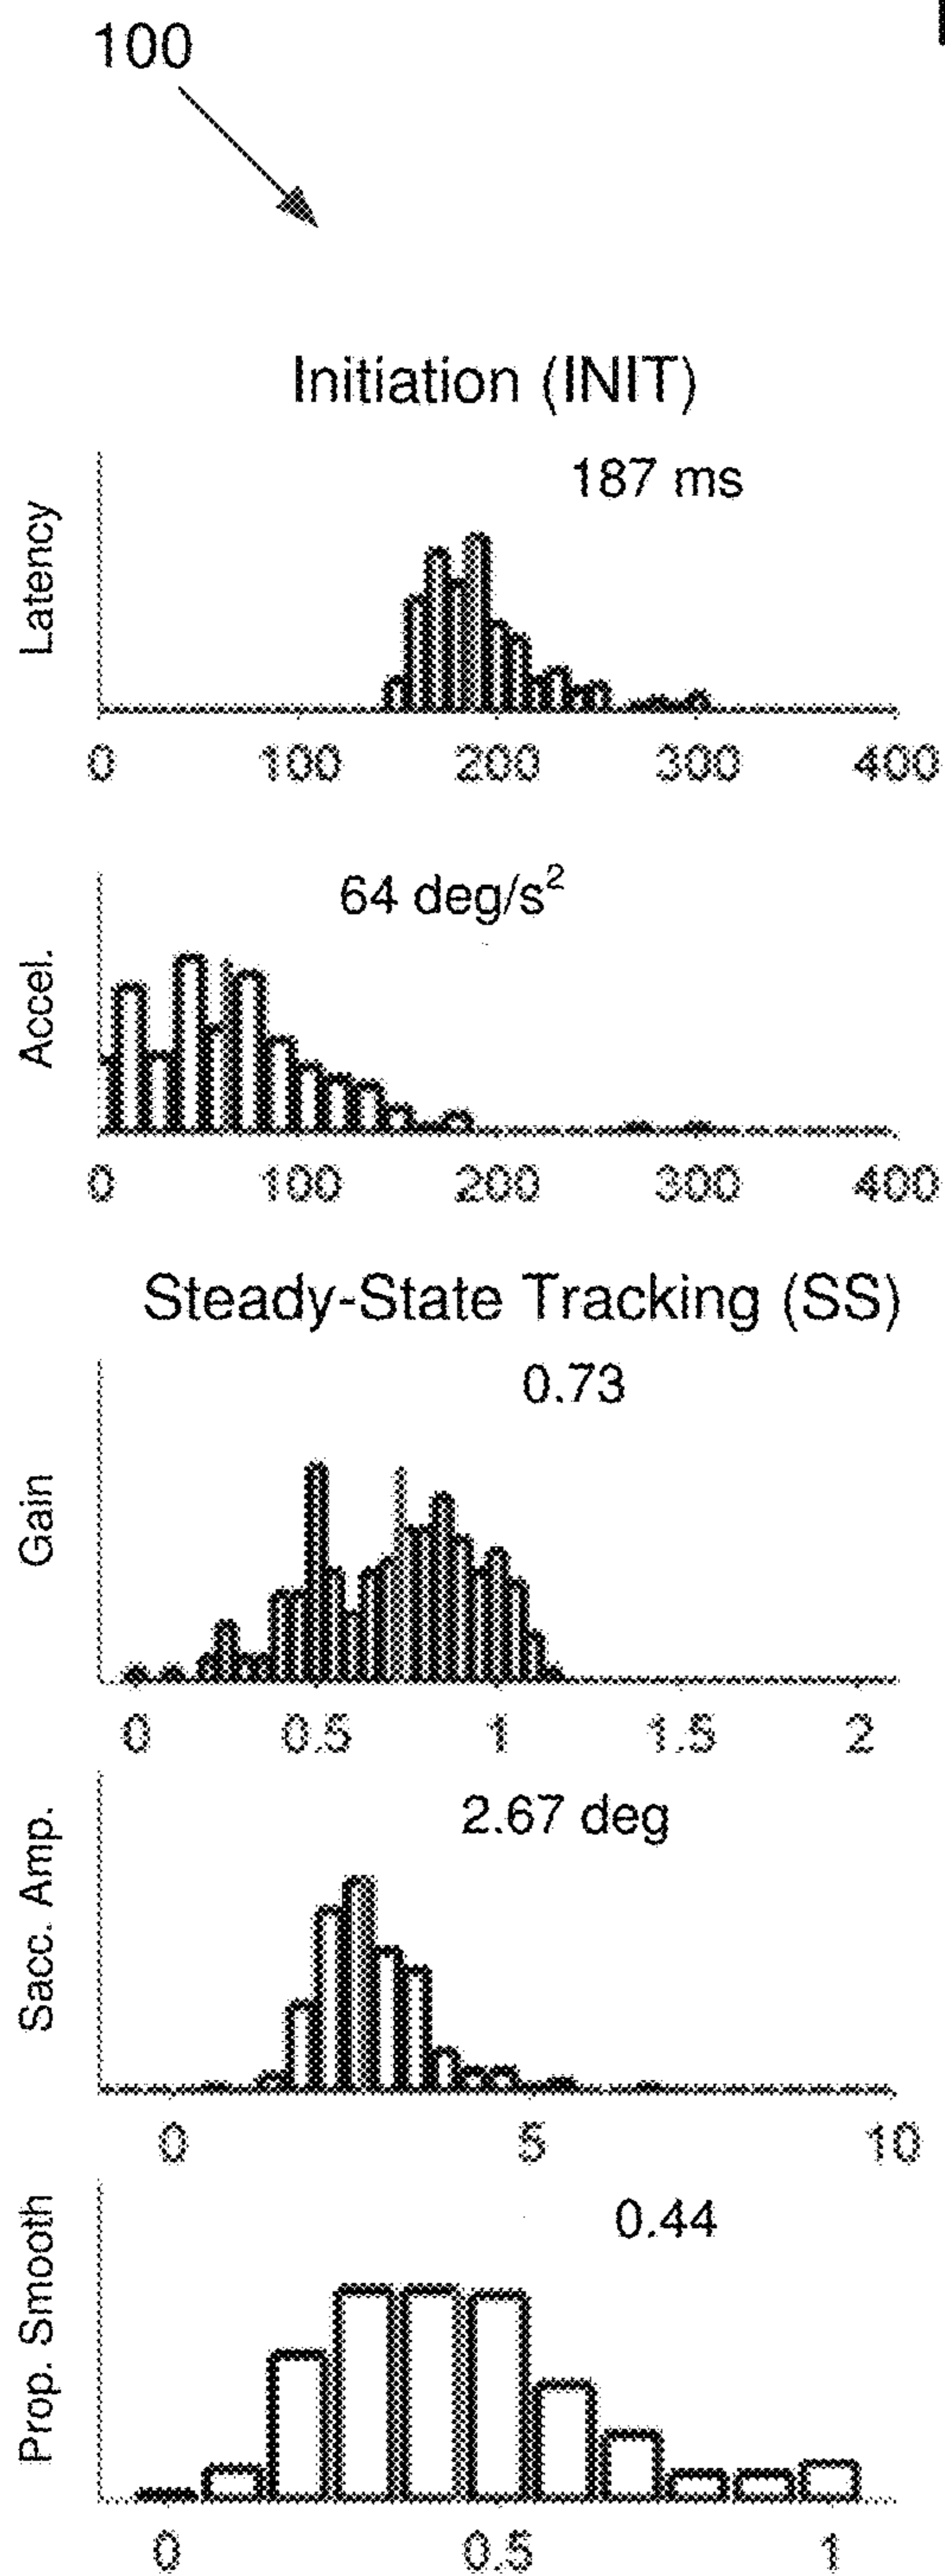 100
Initiation (INIT)
187 ms
Latency
0 100 200 300 400
64 deg/s²
Accel.
0 100 200 300 400
Steady-State Tracking (SS)
0.73
Gain
0 0.5 1 1.5 2
2.67 deg
Sacc. Amp.
0 5 10
0.44
Prop. Smooth
0 0.5 1